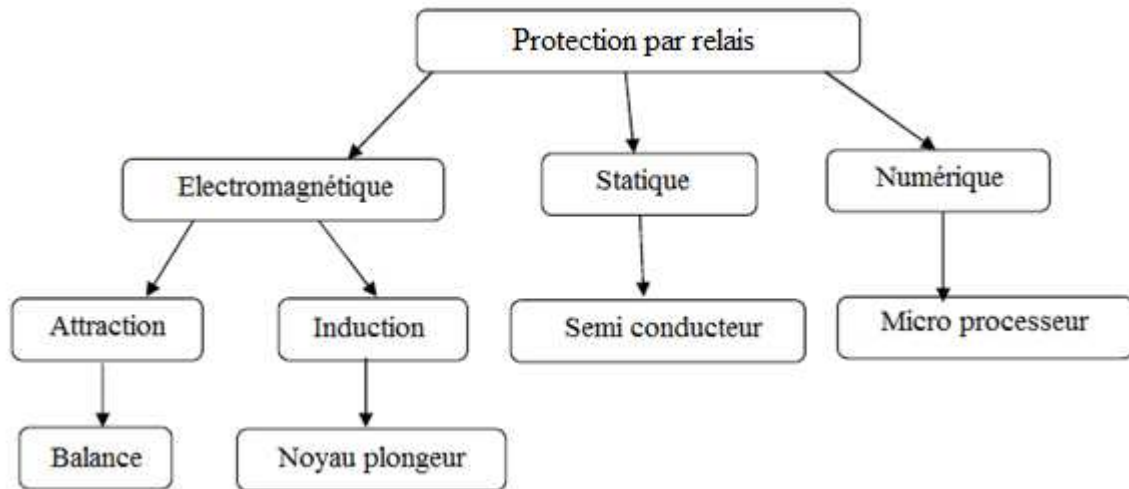 Protection par relais
Electromagnétique
Statique
Numérique
Attraction
Induction
Semi conducteur
Micro processeur
Balance
Noyau plongeur